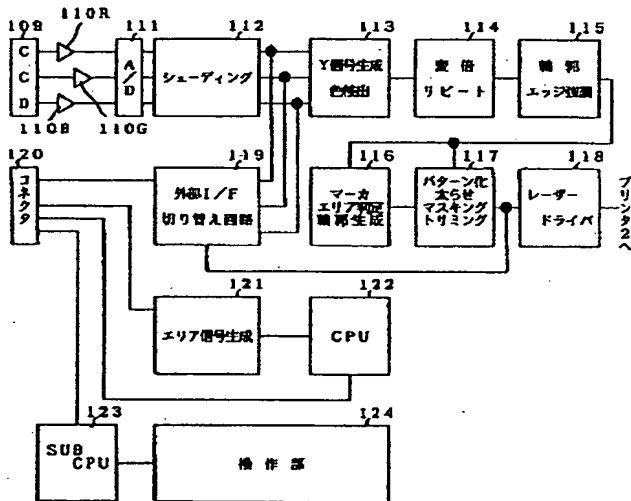 109
110R
C
C
D
110G
110B
111
A/D
112
シェーディング
113
Y信号生成
色検出
114
変倍
リピート
115
輪郭
エッジ強調
120
コネクタ
119
外部I/F
切り替え回路
116
マーカ
エリア判定
輪郭生成
117
パターン化
太らせ
マスキング
トリミング
118
レーザー
ドライバ
プリンタ2へ
121
エリア信号生成
122
CPU
123
SUB
CPU
124
操作部